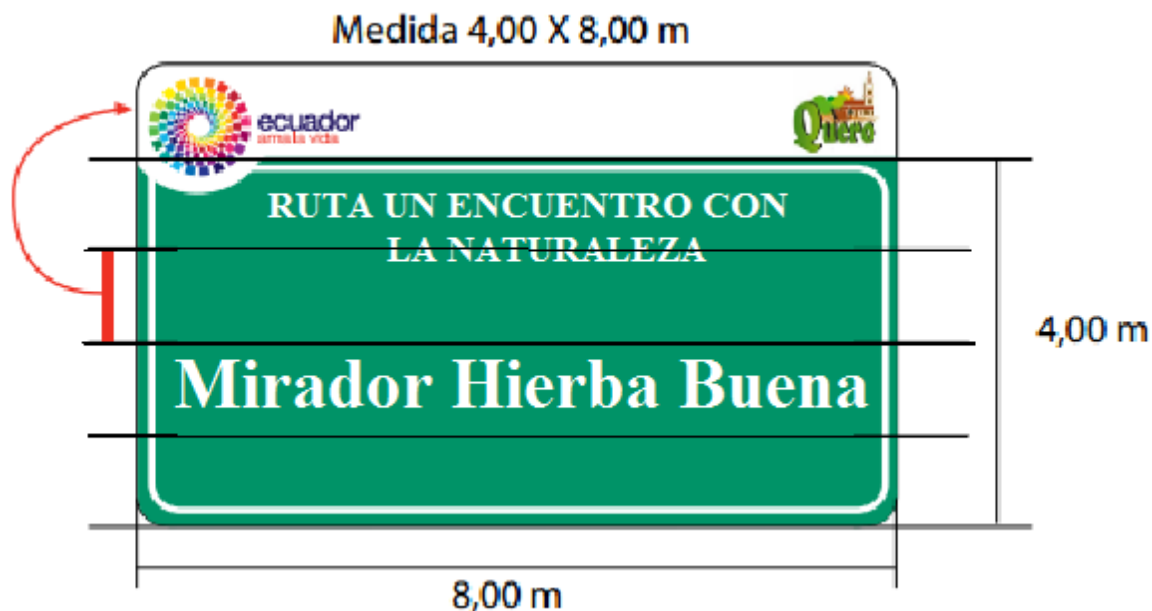 Medida 4,00 X 8,00 m
ecuador
ama la vida
Quero
RUTA UN ENCUENTRO CON
LA NATURALEZA
4,00 m
Mirador Hierba Buena
8,00 m